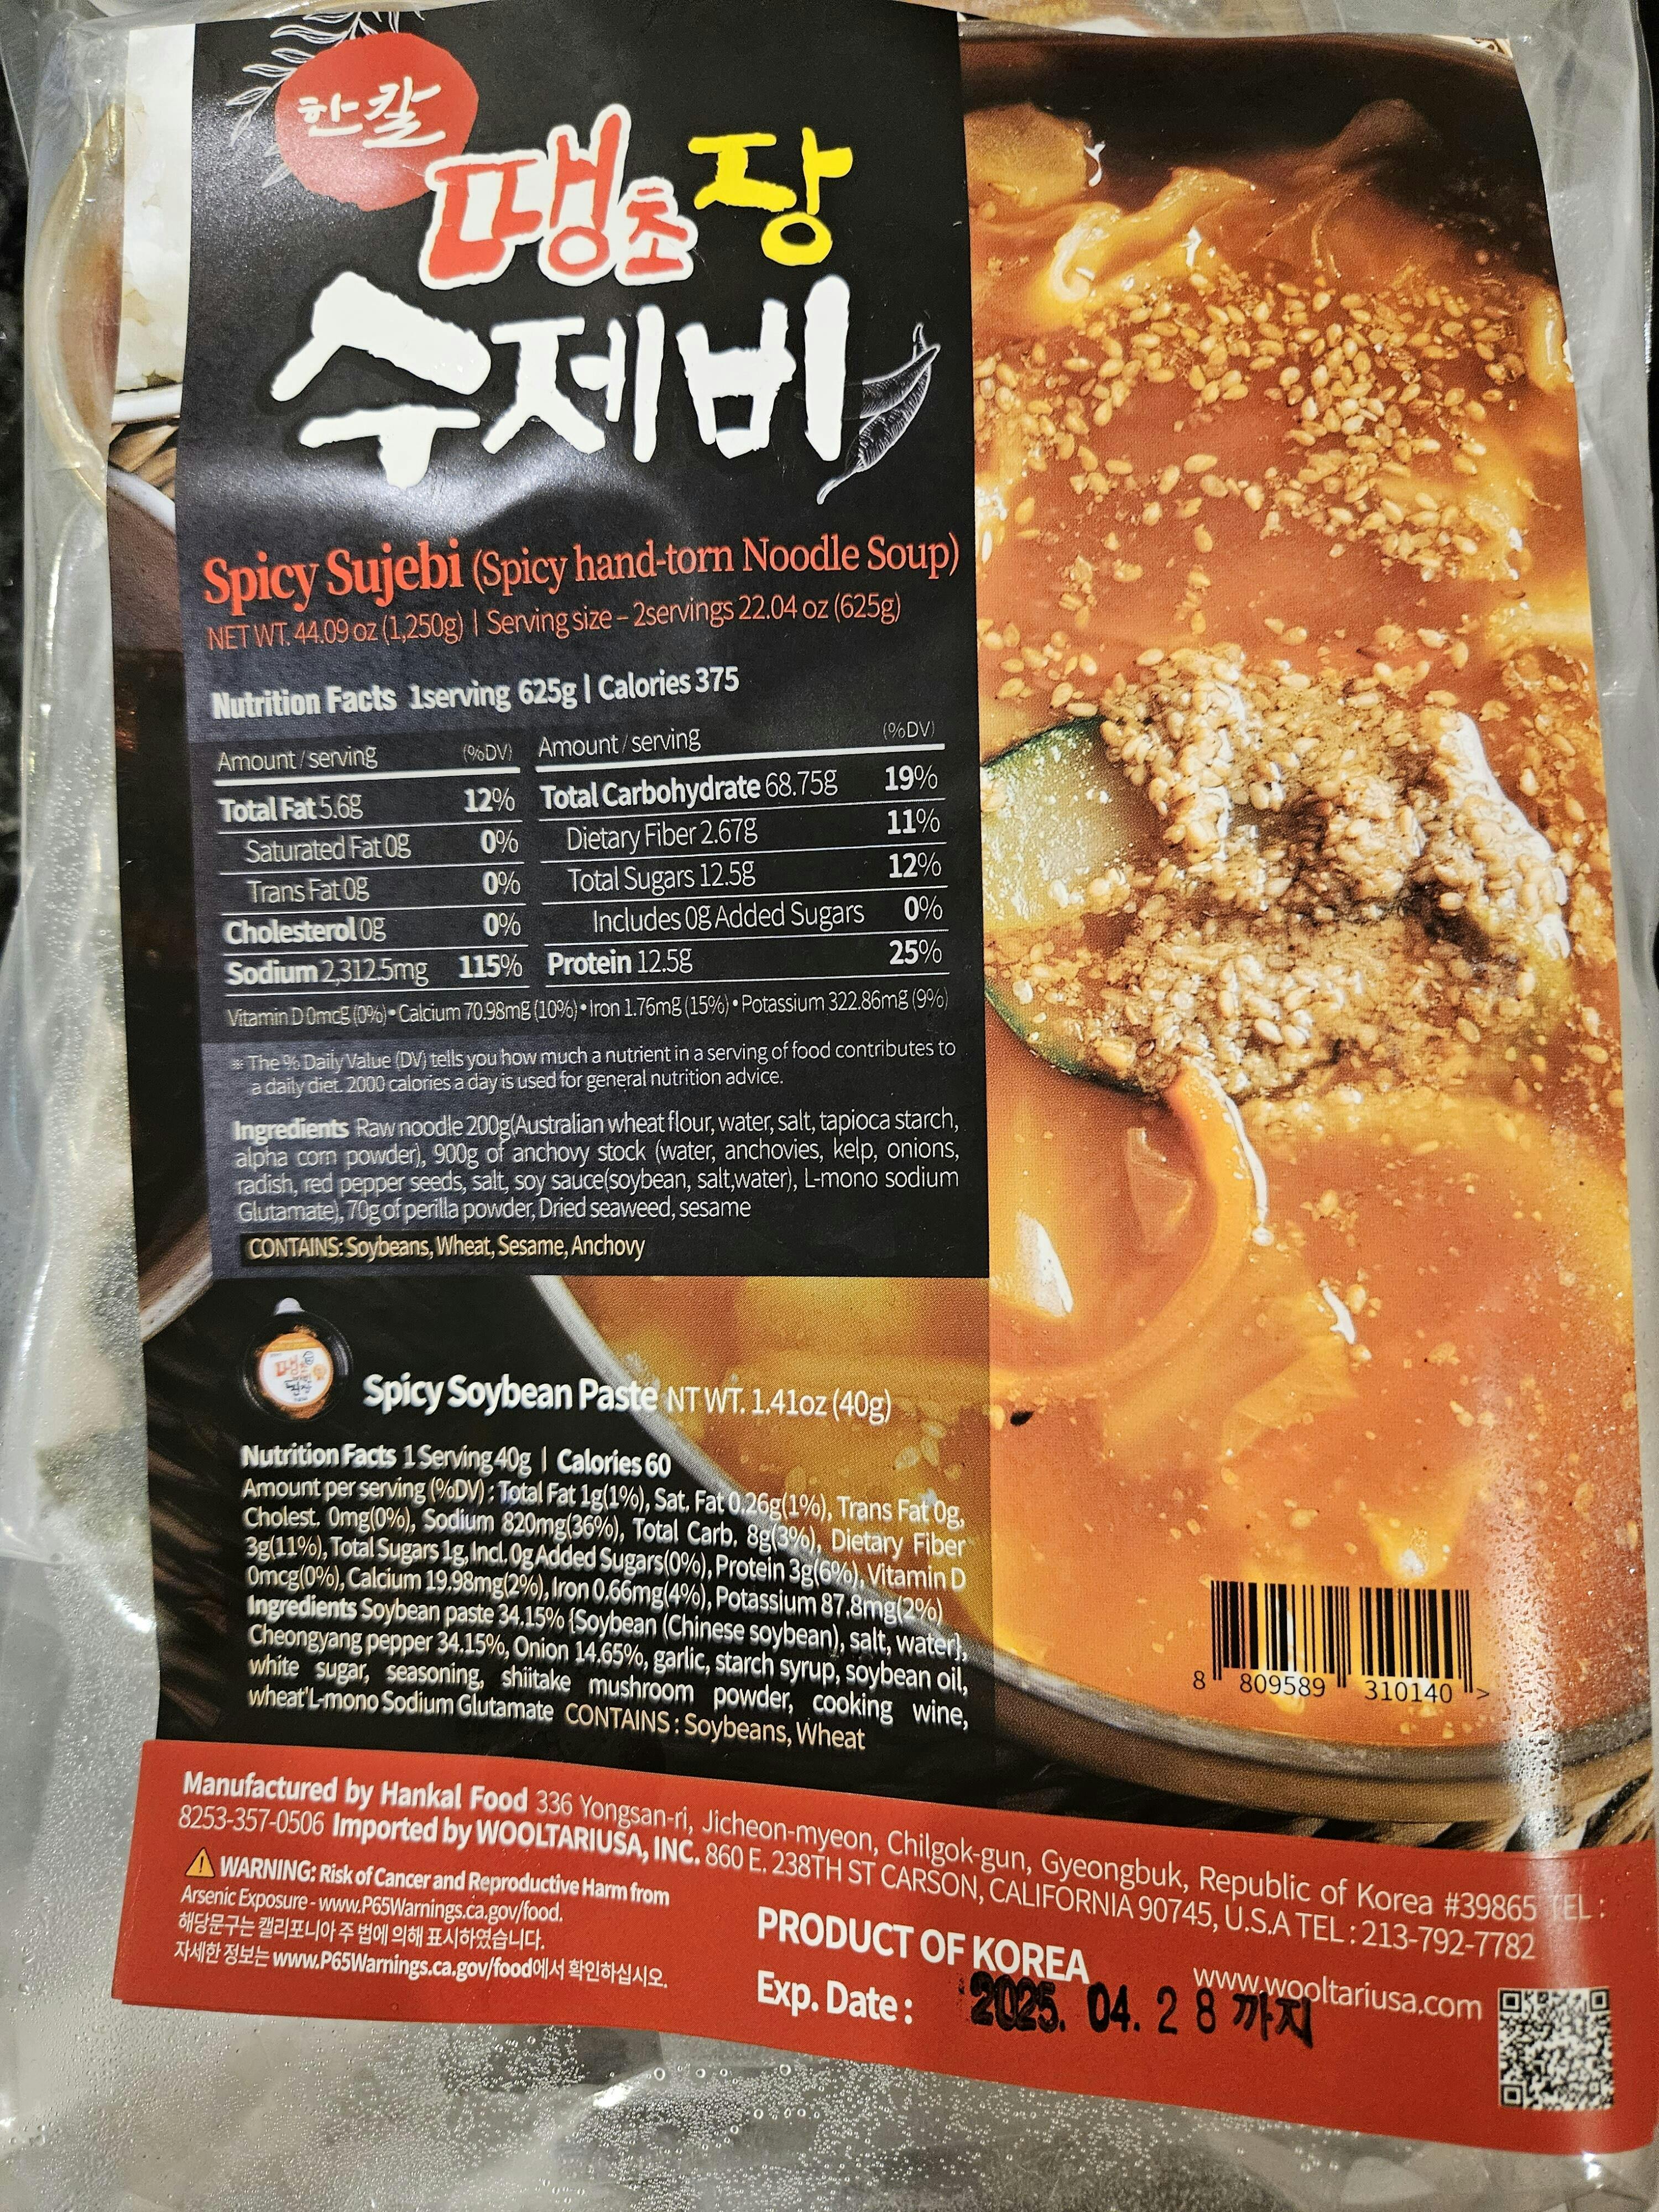 한칼
땡초장
수제비
Spicy Sujebi (Spicy hand-torn Noodle Soup)
NET WT. 44.09 oz (1,250g) | Serving size – 2servings 22.04 oz (625g)
Nutrition Facts 1serving 625g | Calories 375
Amount / serving (%DV) Amount / serving (%DV)
Total Fat 5.6g 12% Total Carbohydrate 68.75g 19%
Saturated Fat 0g 0% Dietary Fiber 2.67g 11%
Trans Fat 0g 0% Total Sugars 12.5g 12%
Cholesterol 0g 0% Includes 0g Added Sugars 0%
Sodium 2,312.5mg 115% Protein 12.5g 25%
Vitamin D 0mcg (0%) • Calcium 70.98mg (10%) • Iron 1.76mg (15%) • Potassium 322.86mg (9%)
※ The % Daily Value (DV) tells you how much a nutrient in a serving of food contributes to
a daily diet. 2000 calories a day is used for general nutrition advice.
Ingredients Raw noodle 200g(Australian wheat flour, water, salt, tapioca starch,
alpha corn powder), 900g of anchovy stock (water, anchovies, kelp, onions,
radish, red pepper seeds, salt, soy sauce(soybean, salt,water), L-mono sodium
Glutamate), 70g of perilla powder, Dried seaweed, sesame
CONTAINS: Soybeans, Wheat, Sesame, Anchovy
Spicy Soybean Paste NT WT. 1.41oz (40g)
Nutrition Facts 1 Serving 40g | Calories 60
Amount per serving (%DV) : Total Fat 1g(1%), Sat. Fat 0.26g(1%), Trans Fat 0g,
Cholest. 0mg(0%), Sodium 820mg(36%), Total Carb. 8g(3%), Dietary Fiber
3g(11%), Total Sugars 1g, Incl. 0g Added Sugars(0%), Protein 3g(6%), Vitamin D
0mcg(0%), Calcium 19.98mg(2%), Iron 0.66mg(4%), Potassium 87.8mg(2%)
Ingredients Soybean paste 34.15% {Soybean (Chinese soybean), salt, water},
Cheongyang pepper 34.15%, Onion 14.65%, garlic, starch syrup, soybean oil,
white sugar, seasoning, shiitake mushroom powder, cooking wine,
wheat'L-mono Sodium Glutamate CONTAINS : Soybeans, Wheat
8 809589 310140 >
Manufactured by Hankal Food 336 Yongsan-ri, Jicheon-myeon, Chilgok-gun, Gyeongbuk, Republic of Korea #39865 TEL :
8253-357-0506 Imported by WOOLTARIUSA, INC. 860 E. 238TH ST CARSON, CALIFORNIA 90745, U.S.A TEL : 213-792-7782
WARNING: Risk of Cancer and Reproductive Harm from
Arsenic Exposure - www.P65Warnings.ca.gov/food.
해당문구는 캘리포니아 주 법에 의해 표시하였습니다.
자세한 정보는 www.P65Warnings.ca.gov/food에서 확인하십시오.
PRODUCT OF KOREA
www.wooltariusa.com
Exp. Date : 2025. 04. 28 까지